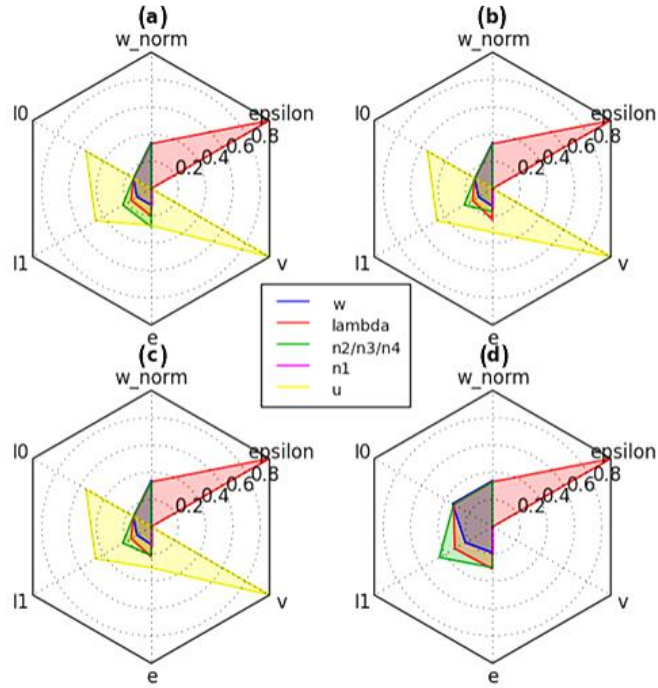 (a)
w_norm
l0
epsilon
0.8
0.6
0.4
0.2
l1
v
e
(b)
w_norm
l0
epsilon
0.8
0.6
0.4
0.2
l1
v
e
w
lambda
n2/n3/n4
n1
u
(c)
w_norm
l0
epsilon
0.8
0.6
0.4
0.2
l1
v
e
(d)
w_norm
l0
epsilon
0.8
0.6
0.4
0.2
l1
v
e